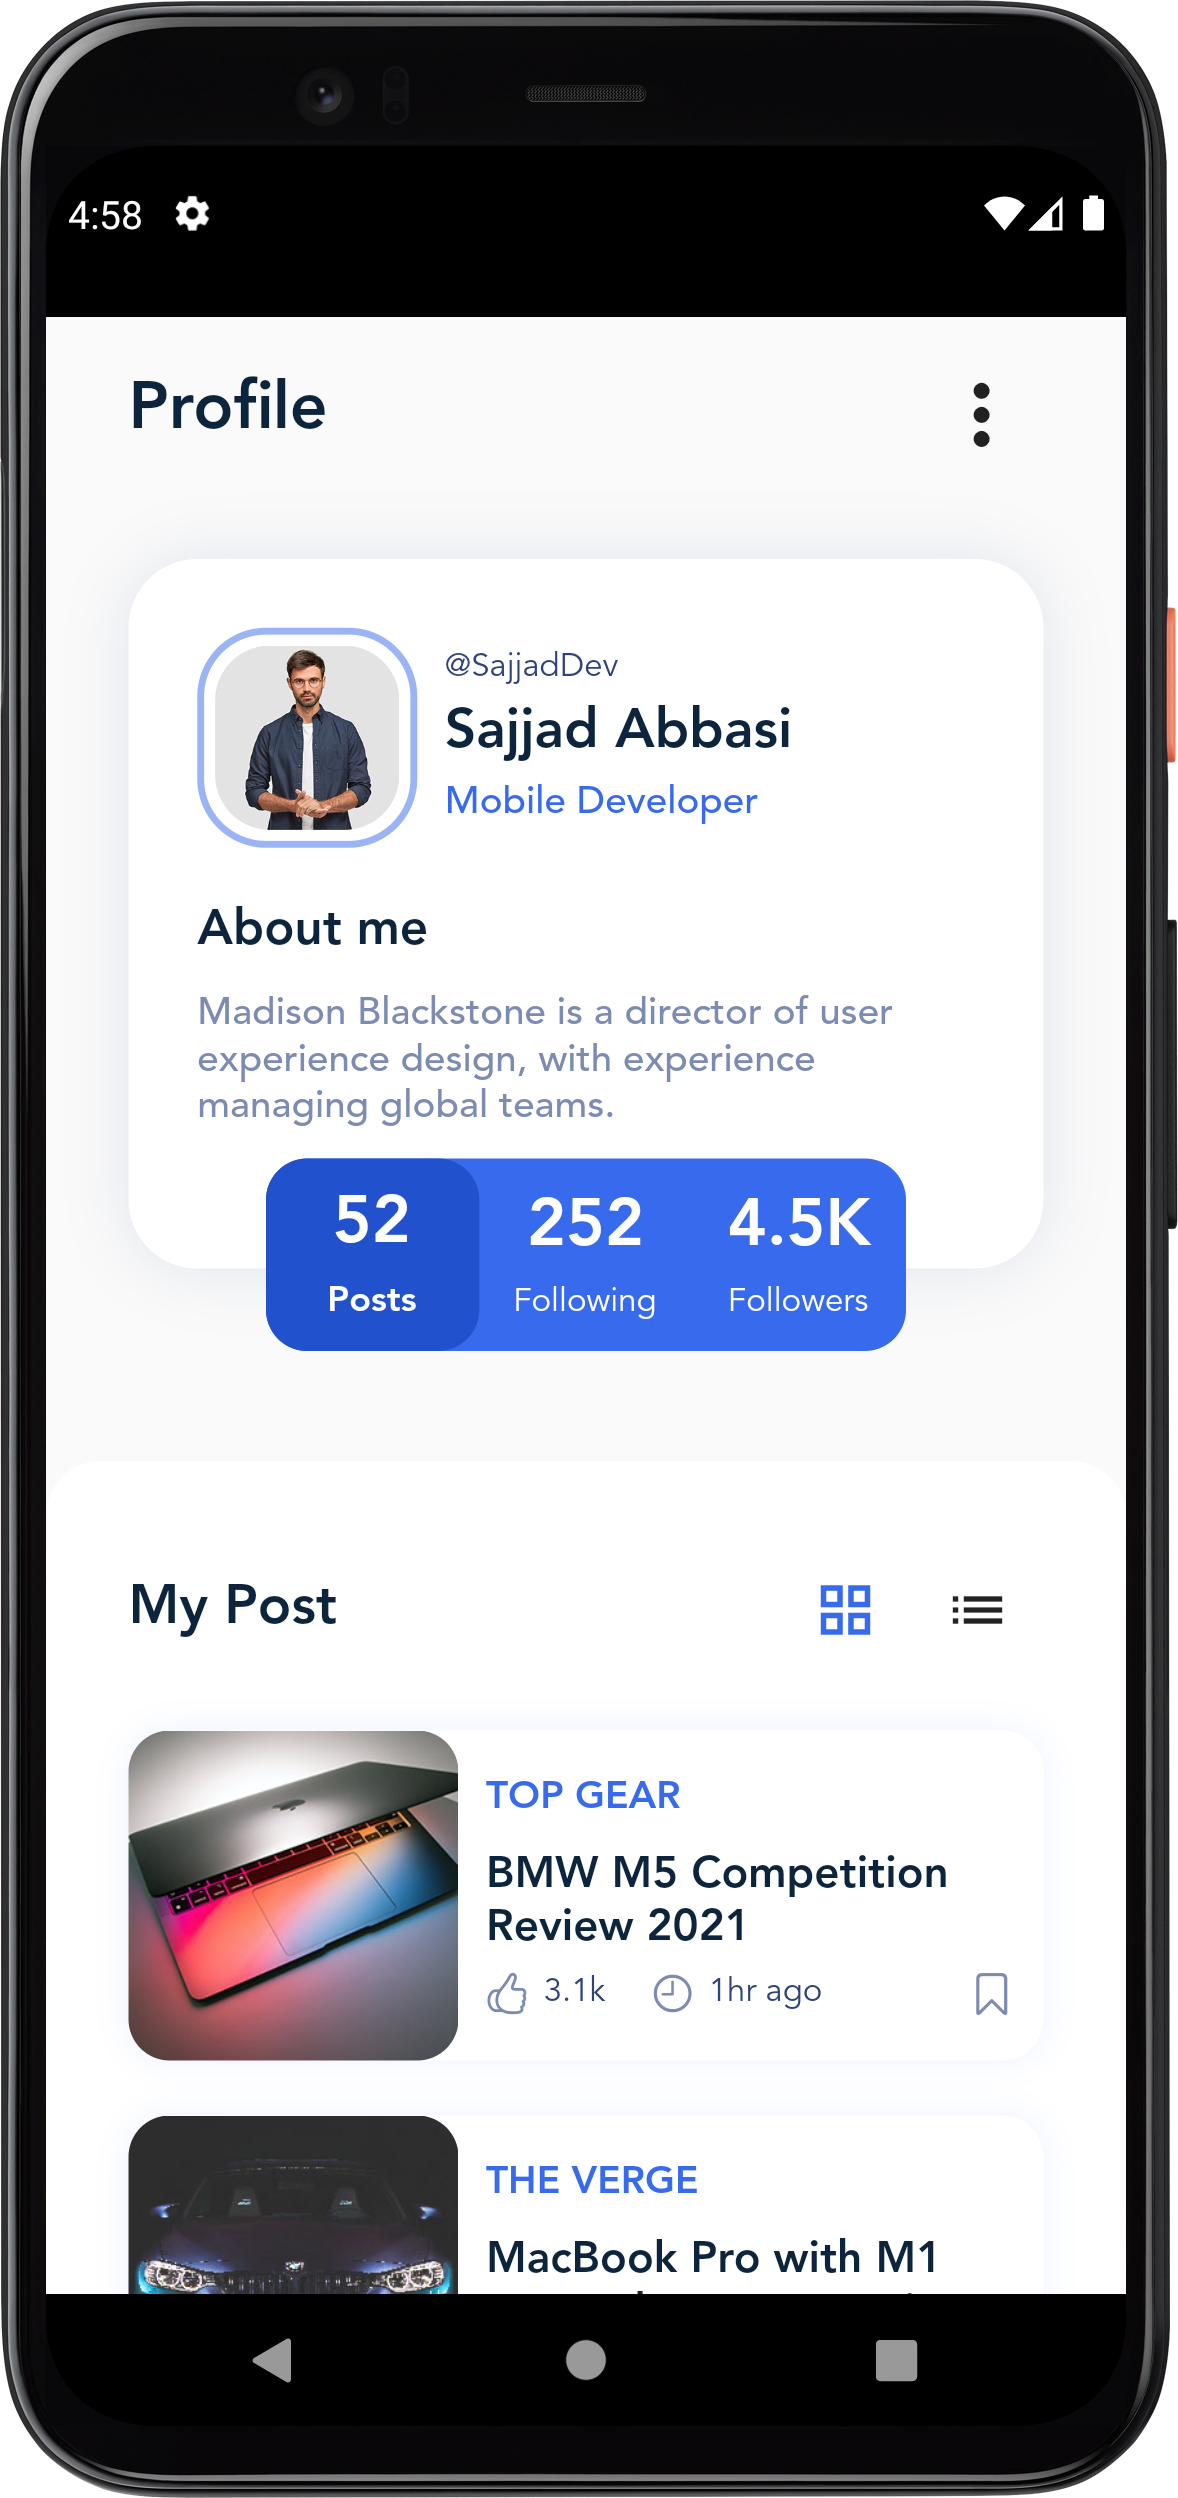 4:58
Profile
@SajjadDev
Sajjad Abbasi
Mobile Developer
About me
Madison Blackstone is a director of user
experience design, with experience
managing global teams.
52
252
4.5K
Posts
Following
Followers
My Post
TOP GEAR
BMW M5 Competition
Review 2021
3.1k
1hr ago
THE VERGE
MacBook Pro with M1